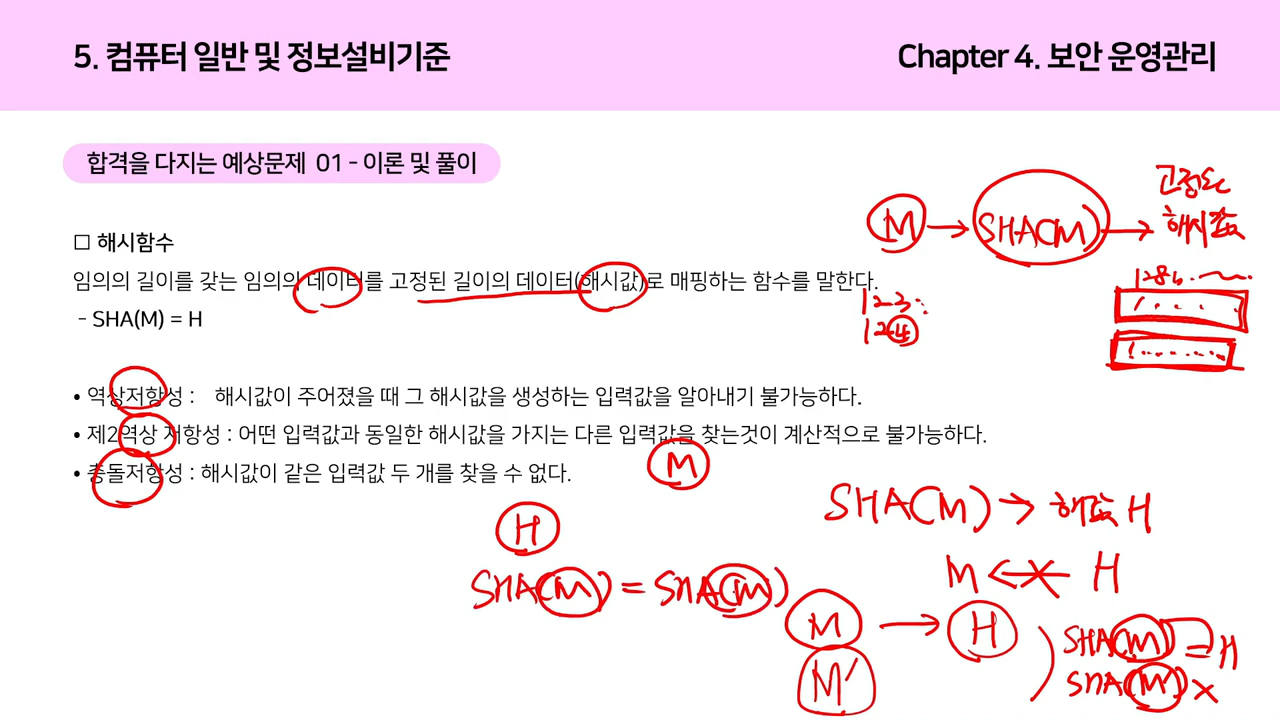 5. 컴퓨터 일반 및 정보설비기준
Chapter 4. 보안 운영관리
합격을 다지는 예상문제 01 - 이론 및 풀이
□ 해시함수
임의의 길이를 갖는 임의의 데이터를 고정된 길이의 데이터(해시값)로 매핑하는 함수를 말한다.
- SHA(M) = H
• 역상저항성 : 해시값이 주어졌을 때 그 해시값을 생성하는 입력값을 알아내기 불가능하다.
• 제2역상 저항성 : 어떤 입력값과 동일한 해시값을 가지는 다른 입력값을 찾는것이 계산적으로 불가능하다.
• 충돌저항성 : 해시값이 같은 입력값 두 개를 찾을 수 없다.
M → SHA(M) →
해시값
123..
124
128b.
M
SHA(M) → H
M ← H
H
SHA(M) = SHA(M)
M → H
M'
SHA(M) = H
SHA(M') X